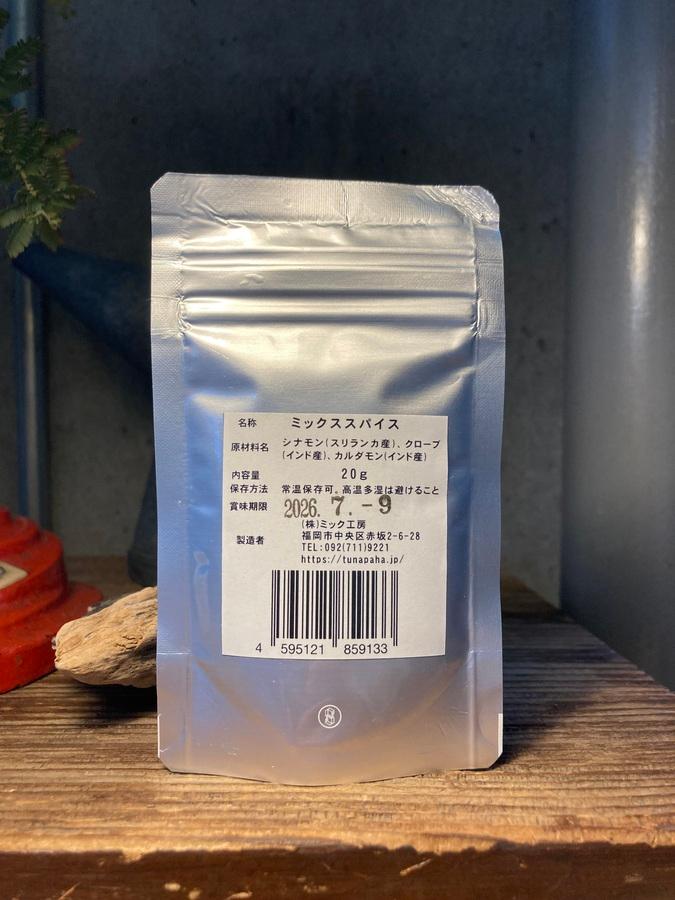 名称 ミックススパイス
原材料名 シナモン(スリランカ産)、クローブ
(インド産)、カルダモン(インド産)
内容量 20g
保存方法 常温保存可。高温多湿は避けること
賞味期限 2026. 7. -9
製造者 (株)ミック工房
福岡市中央区赤坂2-6-28
TEL:092(711)9221
https://tunapaha.jp/
4 595121 859133